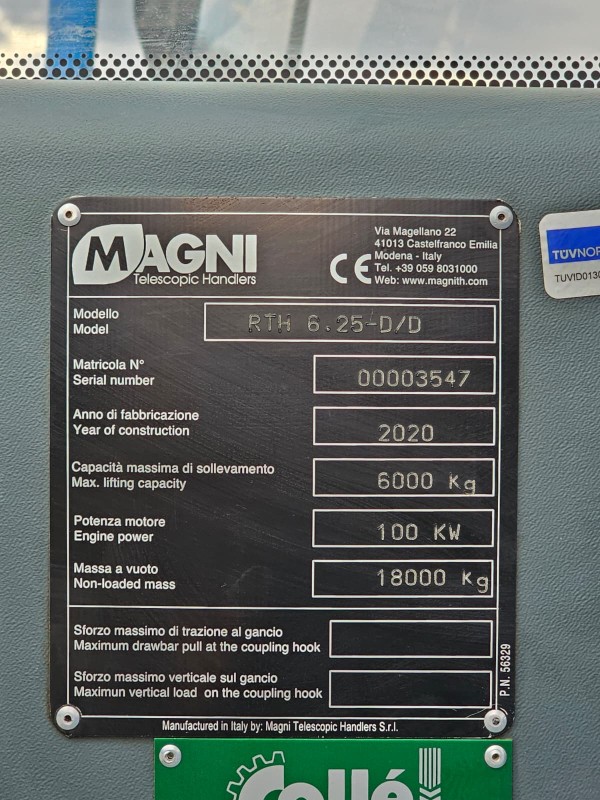 MAGNI
Telescopic Handlers
CE
Via Magellano 22
41013 Castelfranco Emilia
Modena - Italy
Tel. +39 059 8031000
Web: www.magnith.com
Modello
Model
RTH 6.25-D/D
Matricola N°
Serial number
00003547
Anno di fabbricazione
Year of construction
2020
Capacità massima di sollevamento
Max. lifting capacity
6000 Kg
Potenza motore
Engine power
100 KW
Massa a vuoto
Non-loaded mass
18000 Kg
Sforzo massimo di trazione al gancio
Maximum drawbar pull at the coupling hook
Sforzo massimo verticale sul gancio
Maximun vertical load on the coupling hook
P.N. 56329
Manufactured in Italy by: Magni Telescopic Handlers S.r.l.
TÜVNOR
TUVID0130
Collé